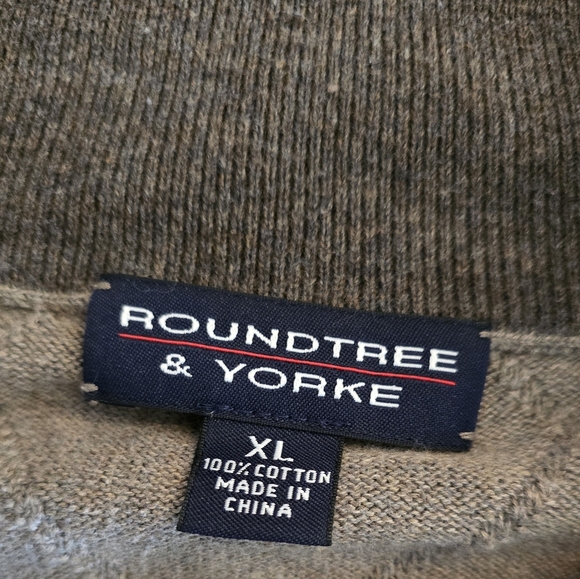 ROUNDTREE
& YORKE
XL
100% COTTON
MADE IN
CHINA